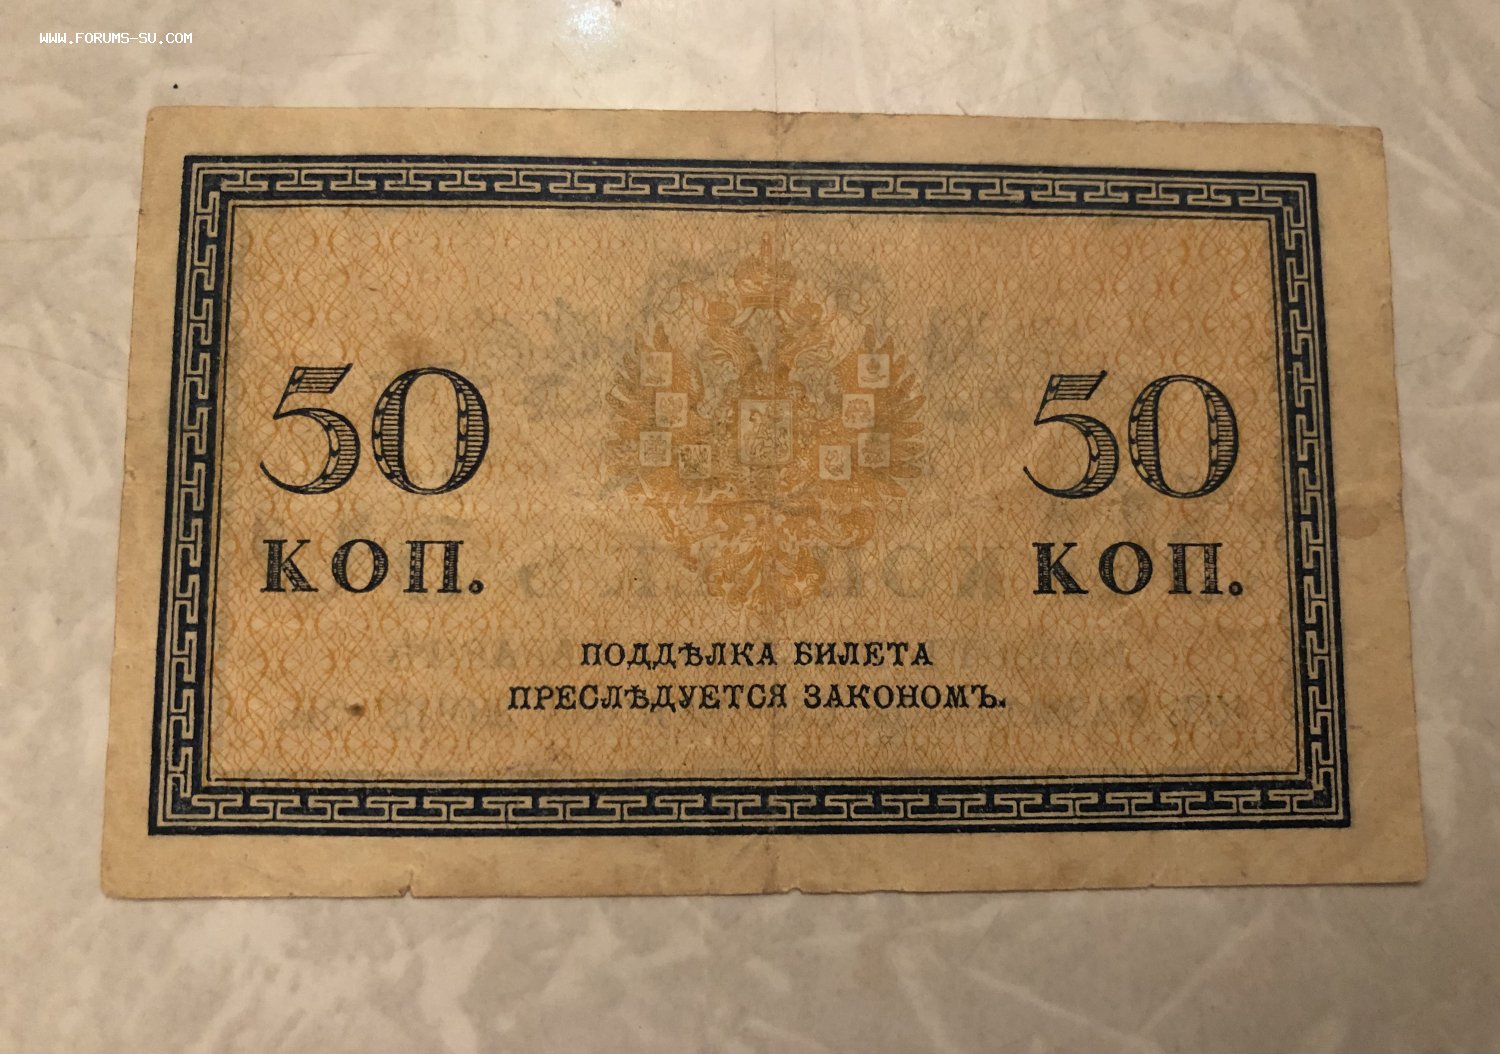 WWW.FORUMS-SU.COM
50 50
КОП. КОП.
ПОДДѢЛКА БИЛЕТА
ПРЕСЛѢДУЕТСЯ ЗАКОНОМЪ.